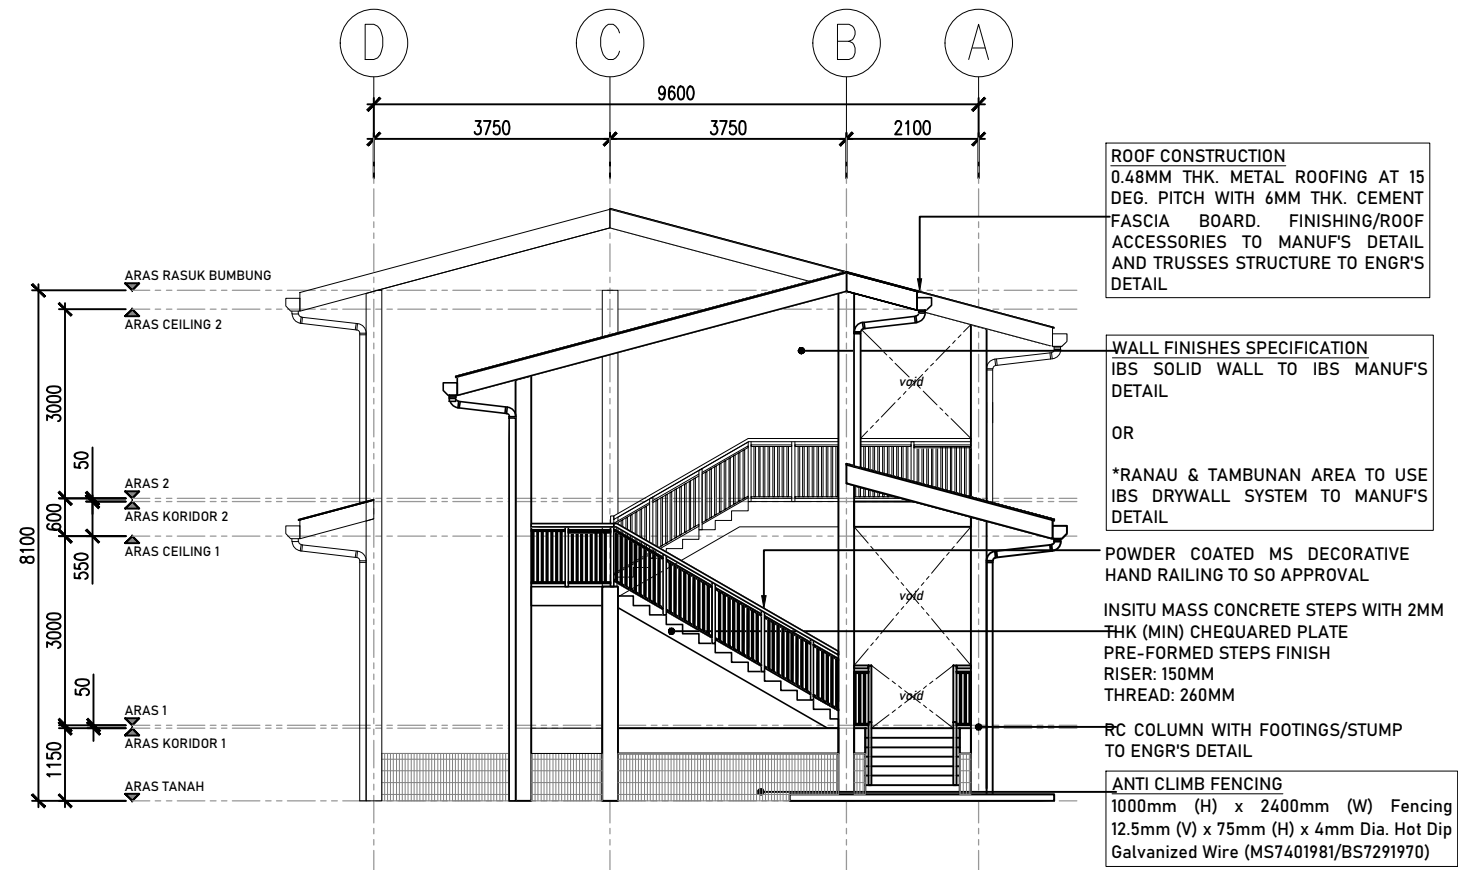 D C B A
9600
3750 3750 2100
ROOF CONSTRUCTION
0.48MM THK. METAL ROOFING AT 15
DEG. PITCH WITH 6MM THK. CEMENT
FASCIA BOARD. FINISHING/ROOF
ACCESSORIES TO MANUF'S DETAIL
AND TRUSSES STRUCTURE TO ENGR'S
DETAIL
WALL FINISHES SPECIFICATION
IBS SOLID WALL TO IBS MANUF'S
DETAIL
OR
*RANAU & TAMBUNAN AREA TO USE
IBS DRYWALL SYSTEM TO MANUF'S
DETAIL
POWDER COATED MS DECORATIVE
HAND RAILING TO SO APPROVAL
INSITU MASS CONCRETE STEPS WITH 2MM
THK (MIN) CHEQUARED PLATE
PRE-FORMED STEPS FINISH
RISER: 150MM
THREAD: 260MM
RC COLUMN WITH FOOTINGS/STUMP
TO ENGR'S DETAIL
ANTI CLIMB FENCING
1000mm (H) x 2400mm (W) Fencing
12.5mm (V) x 75mm (H) x 4mm Dia. Hot Dip
Galvanized Wire (MS7401981/BS7291970)
ARAS RASUK BUMBUNG
ARAS CEILING 2
ARAS 2
ARAS KORIDOR 2
ARAS CEILING 1
ARAS 1
ARAS KORIDOR 1
ARAS TANAH
8100
3000
50
600
550
3000
50
1150
void
void
void